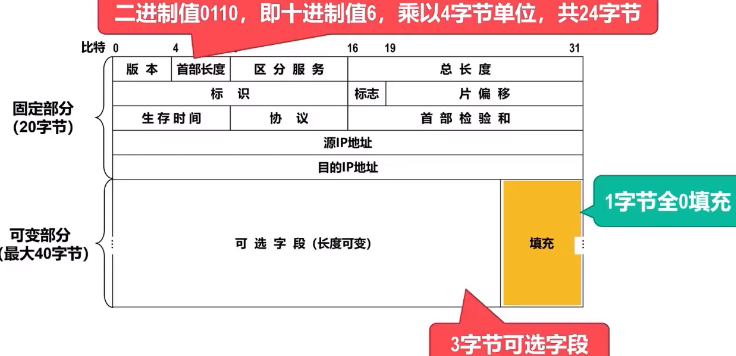 二进制值0110，即十进制值6，乘以4字节单位，共24字节
比特 0 4 16 19 31
版本 首部长度 区分服务 总长度
标识 标志 片偏移
固定部分
(20字节)
生存时间 协议 首部检验和
源IP地址
目的IP地址
1字节全0填充
可变部分
(最大40字节)
可选字段 (长度可变) 填充
3字节可选字段